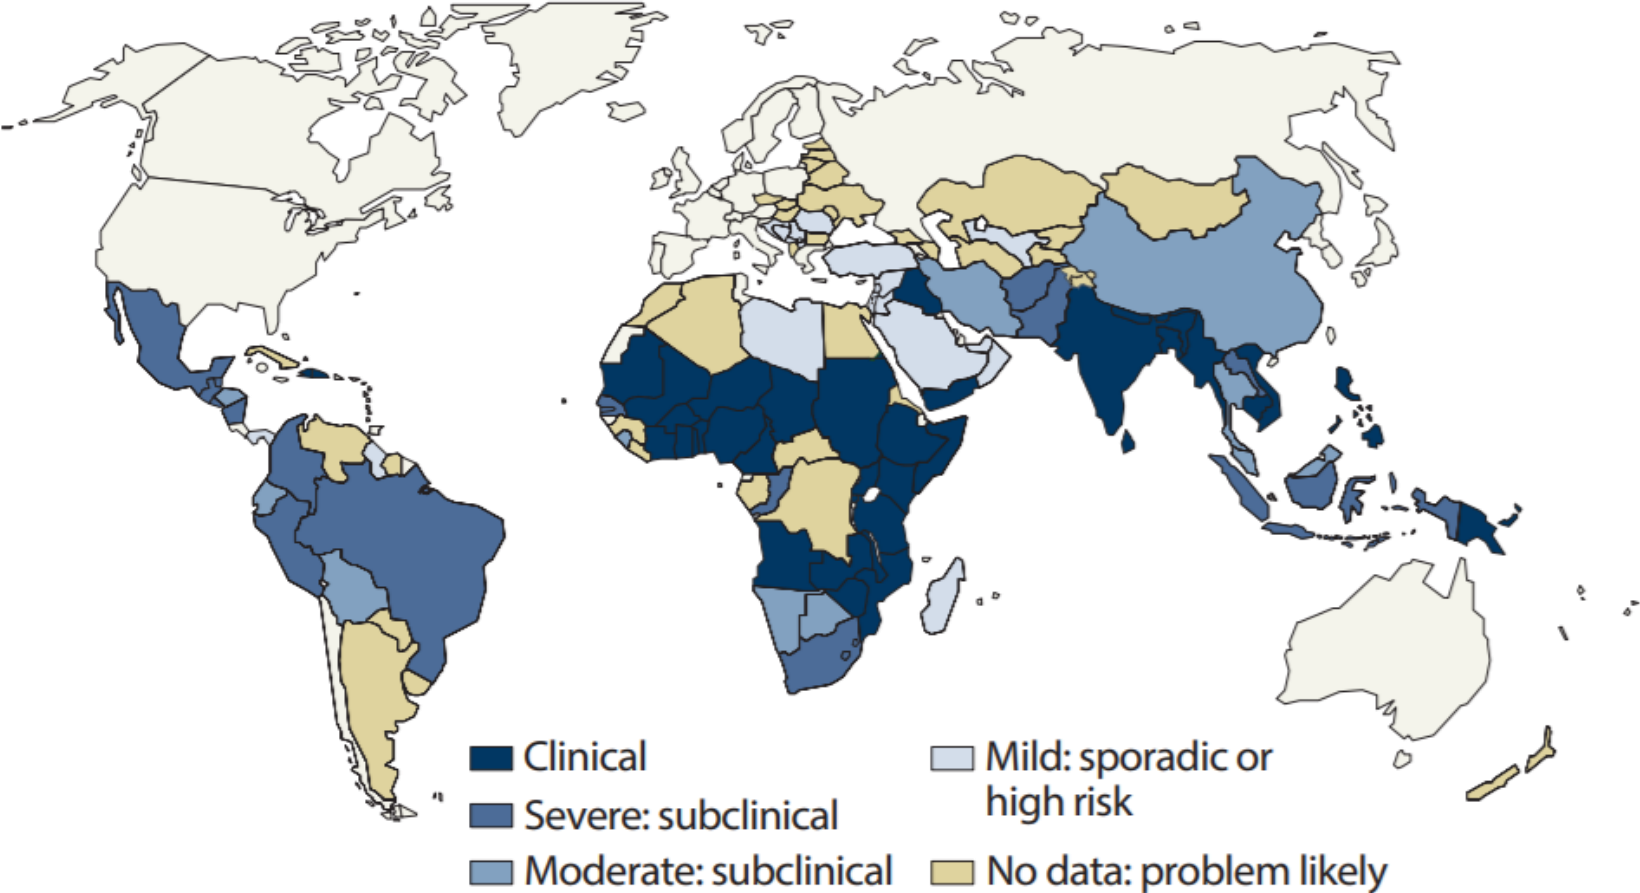 Clinical
Severe: subclinical
Moderate: subclinical
Mild: sporadic or
high risk
No data: problem likely